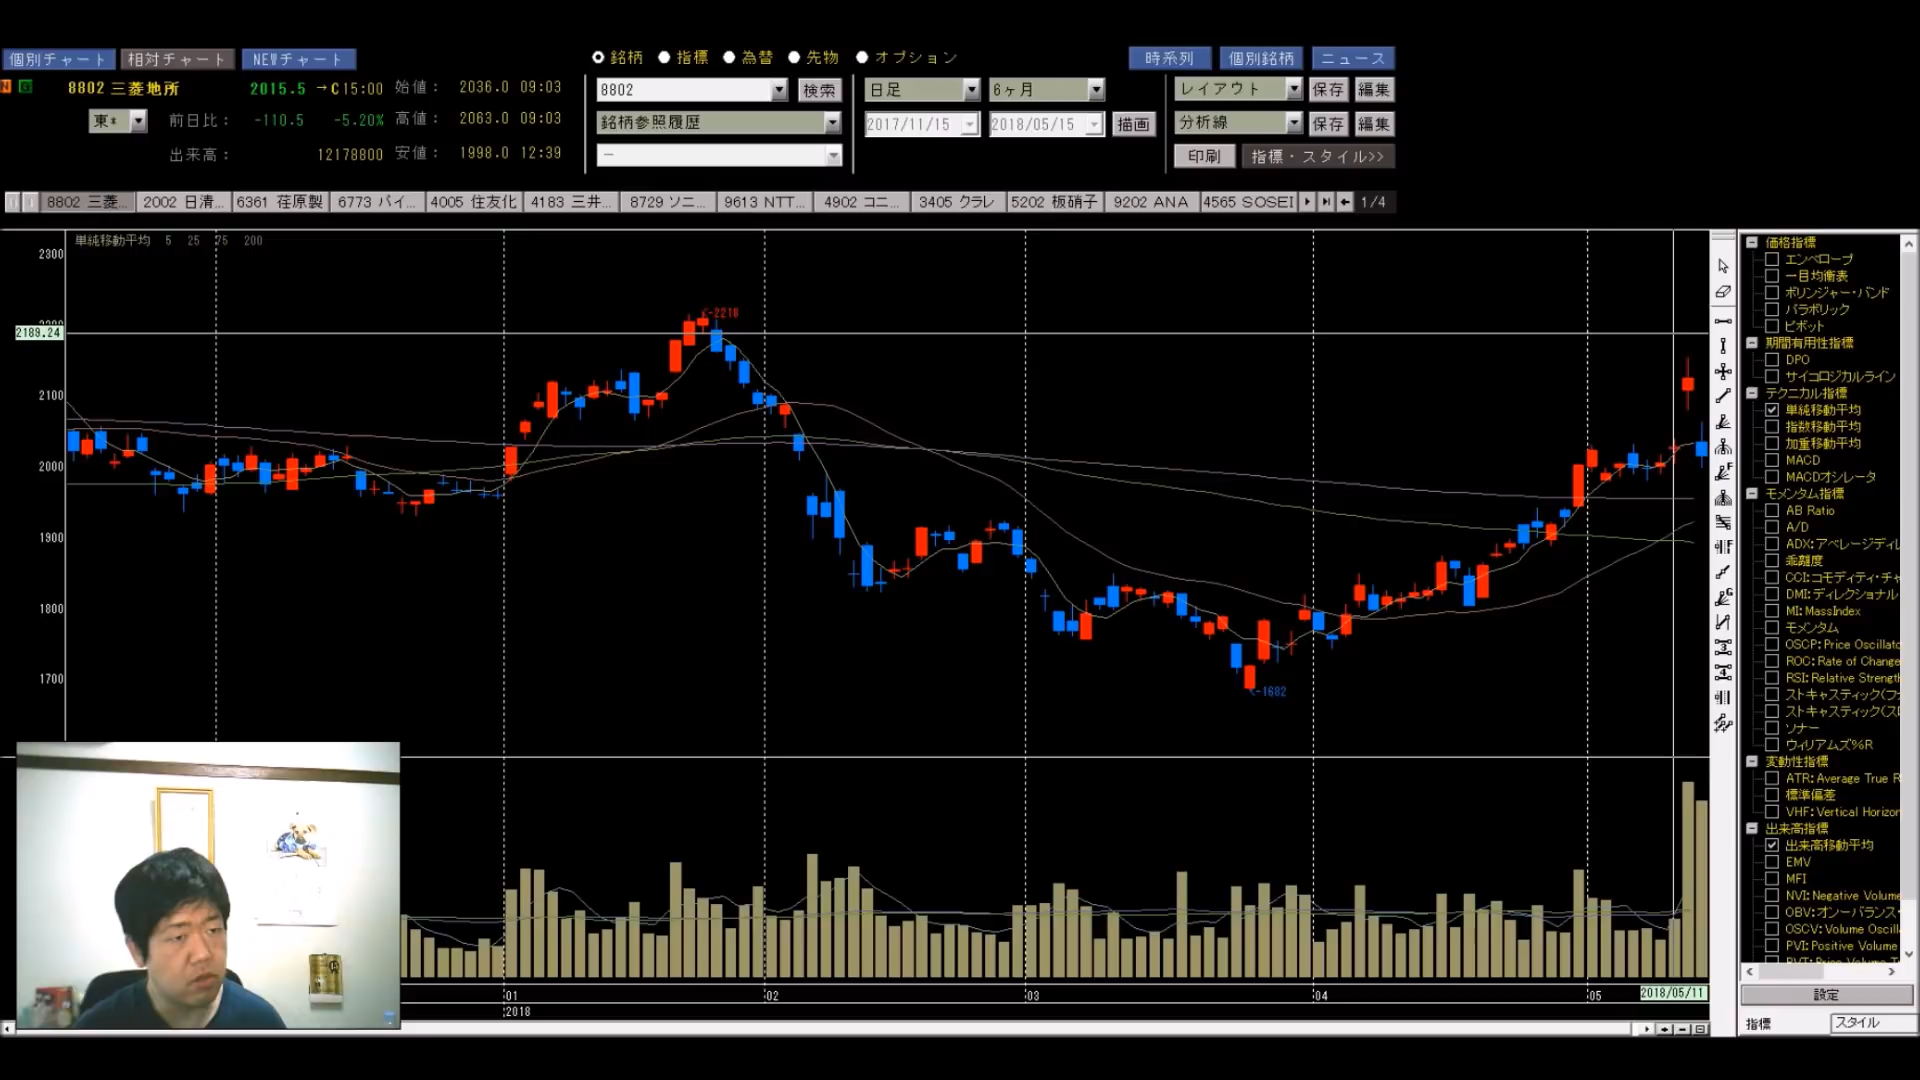 個別チャート 相対チャート NEWチャート
銘柄 指標 為替 先物 オプション
時系列 個別銘柄 ニュース
N G 8802 三菱地所 2015.5 →C15:00 始値： 2036.0 09:03
8802 検索 日足 6ヶ月 レイアウト 保存 編集
東* 前日比： -110.5 -5.20% 高値： 2063.0 09:03
銘柄参照履歴 2017/11/15 2018/05/15 描画 分析線 保存 編集
出来高： 12178800 安値： 1998.0 12:39
— 印刷 指標・スタイル>>
8802 三菱... 2002 日清... 6361 荏原製 6773 パイ... 4005 住友化 4183 三井... 8729 ソニ... 9613 NTT... 4902 コニ... 3405 クラレ 5202 板硝子 9202 ANA 4565 SOSEI 1/4
単純移動平均 5 25 75 200
2300
2189.24
2100
2000
1900
1800
1700
←2218
←1682
01 02 03 04 05 2018/05/11
2018
価格指標
エンベロープ
一目均衡表
ボリンジャー・バンド
パラボリック
ピボット
期間有用性指標
DPO
サイコロジカルライン
テクニカル指標
単純移動平均
指数移動平均
加重移動平均
MACD
MACDオシレータ
モメンタム指標
AB Ratio
A/D
ADX:アベレージディレ
乖離度
CCI:コモディティ・チャ
DMI:ディレクショナル
MI:MassIndex
モメンタム
OSCP:Price Oscillato
ROC:Rate of Change
RSI:Relative Strengt
ストキャスティック(ファ
ストキャスティック(スロ
ソナー
ウィリアムズ%R
変動性指標
ATR:Average True R
標準偏差
VHF:Vertical Horizon
出来高指標
出来高移動平均
EMV
MFI
NVI:Negative Volume
OBV:オンバランス・
OSCV:Volume Oscill
PVI:Positive Volume
設定
指標 スタイル